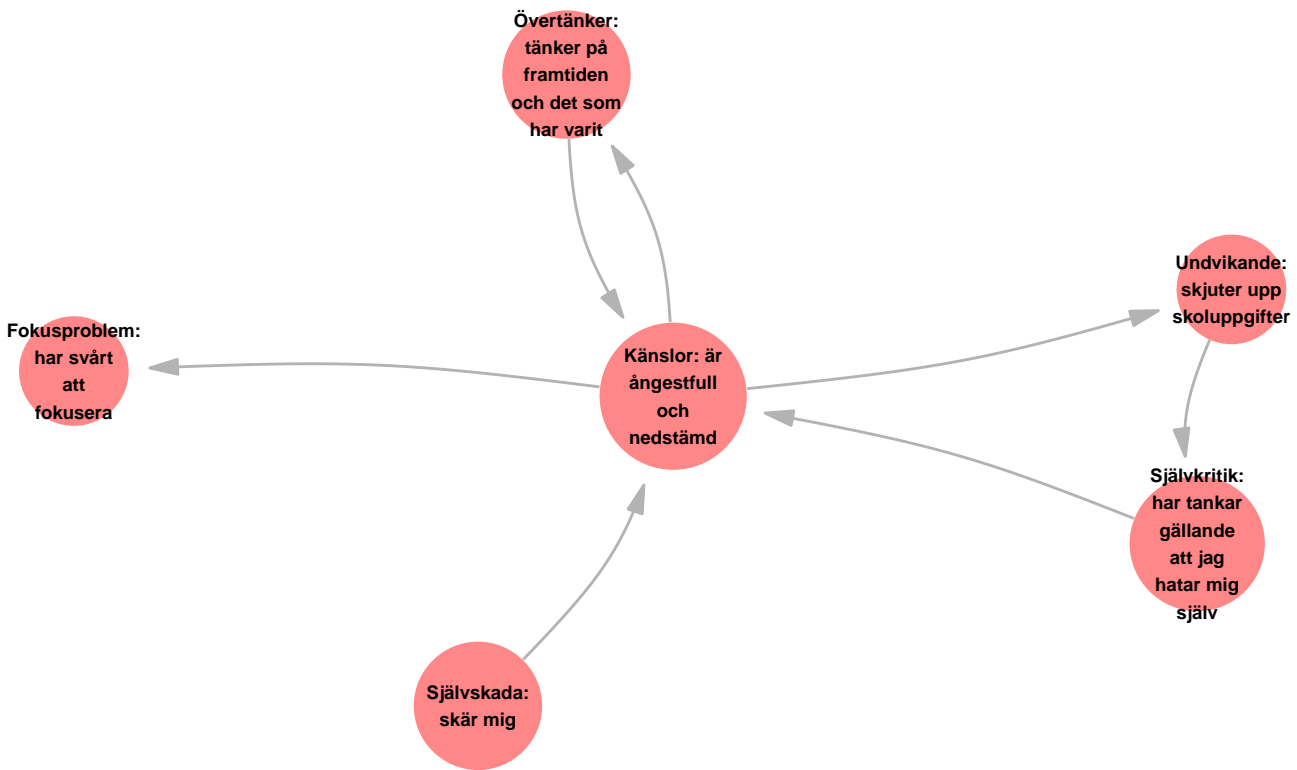 Övertänker:
tänker på
framtiden
och det som
har varit
Undvikande:
skjuter upp
skoluppgifter
Fokusproblem:
har svårt
att
fokusera
Känslor: är
ångestfull
och
nedstämd
Självkritik:
har tankar
gällande
att jag
hatar mig
själv
Självskada:
skär mig